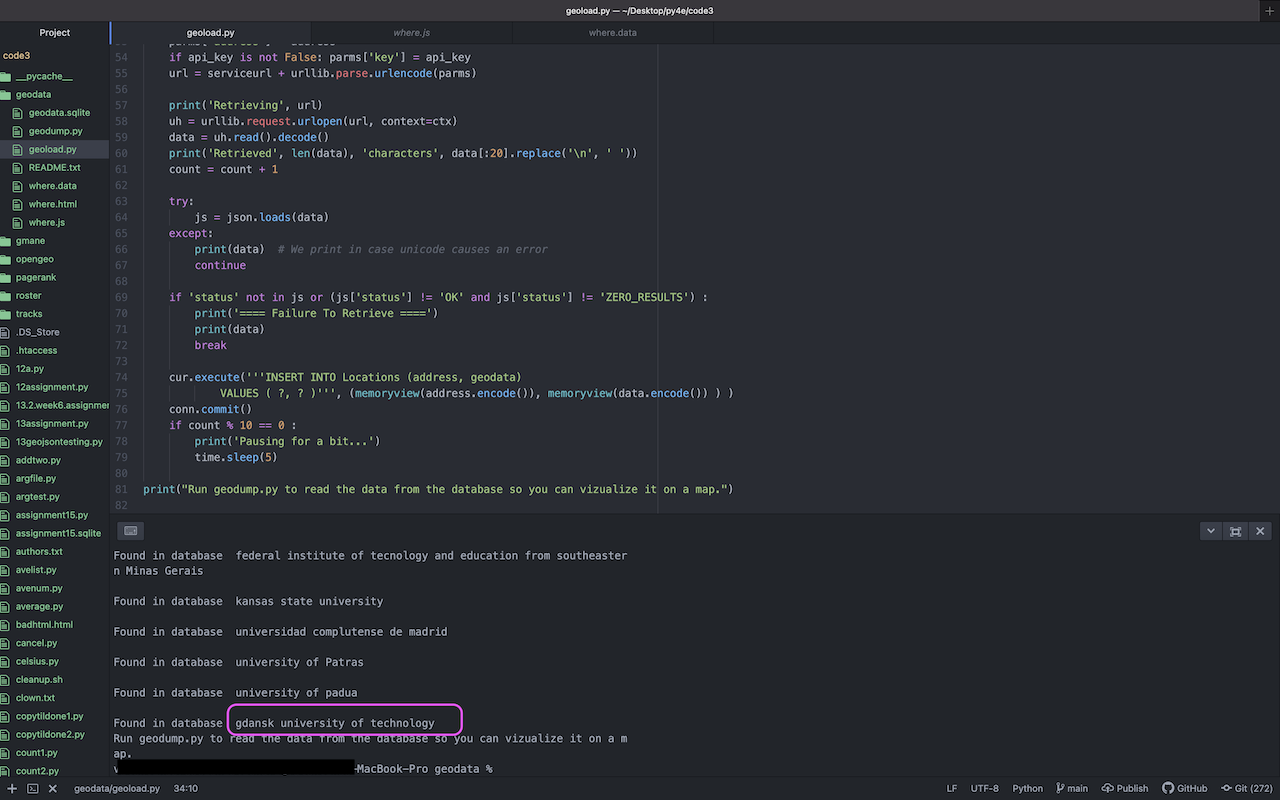 geoload.py — ~/Desktop/py4e/code3
Project
geoload.py
where.js
where.data
code3
__pycache__
geodata
geodata.sqlite
geodump.py
geoload.py
README.txt
where.data
where.html
where.js
gmane
opengeo
pagerank
roster
tracks
.DS_Store
.htaccess
12a.py
12assignment.py
13.2.week6.assignmer
13assignment.py
13geojsontesting.py
addtwo.py
argfile.py
argtest.py
assignment15.py
assignment15.sqlite
authors.txt
avelist.py
avenum.py
average.py
badhtml.html
cancel.py
celsius.py
cleanup.sh
clown.txt
copytildone1.py
copytildone2.py
count1.py
count2.py
54 if api_key is not False: parms['key'] = api_key
55 url = serviceurl + urllib.parse.urlencode(parms)
56
57 print('Retrieving', url)
58 uh = urllib.request.urlopen(url, context=ctx)
59 data = uh.read().decode()
60 print('Retrieved', len(data), 'characters', data[:20].replace('\n', ' '))
61 count = count + 1
62
63 try:
64 js = json.loads(data)
65 except:
66 print(data)  # We print in case unicode causes an error
67 continue
68
69 if 'status' not in js or (js['status'] != 'OK' and js['status'] != 'ZERO_RESULTS') :
70 print('==== Failure To Retrieve ====')
71 print(data)
72 break
73
74 cur.execute('''INSERT INTO Locations (address, geodata)
75 VALUES ( ?, ? )''', (memoryview(address.encode()), memoryview(data.encode()) ) )
76 conn.commit()
77 if count % 10 == 0 :
78 print('Pausing for a bit...')
79 time.sleep(5)
80
81 print("Run geodump.py to read the data from the database so you can vizualize it on a map.")
82
Found in database  federal institute of tecnology and education from southeaster
n Minas Gerais
Found in database  kansas state university
Found in database  universidad complutense de madrid
Found in database  university of Patras
Found in database  university of padua
Found in database  gdansk university of technology
Run geodump.py to read the data from the database so you can vizualize it on a m
ap.
-MacBook-Pro geodata %
geodata/geoload.py 34:10 LF UTF-8 Python main Publish GitHub Git (272)